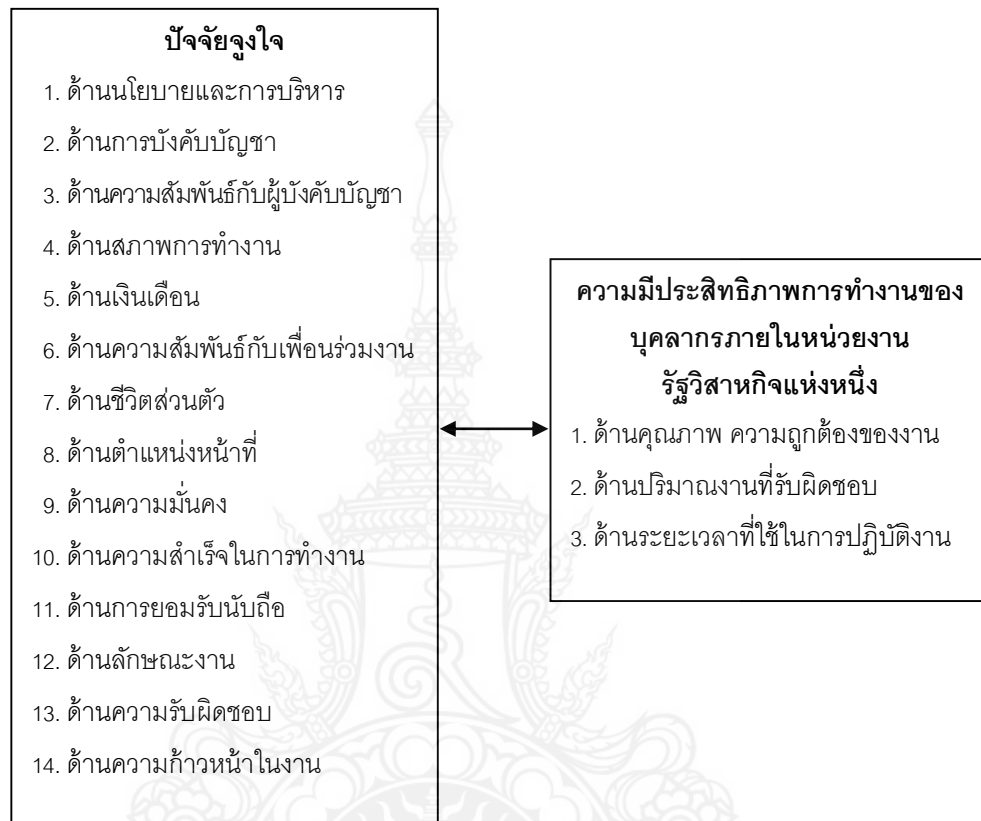 ปัจจัยจูงใจ
1. ด้านนโยบายและการบริหาร
2. ด้านการบังคับบัญชา
3. ด้านความสัมพันธ์กับผู้บังคับบัญชา
4. ด้านสภาพการทำงาน
5. ด้านเงินเดือน
6. ด้านความสัมพันธ์กับเพื่อนร่วมงาน
7. ด้านชีวิตส่วนตัว
8. ด้านตำแหน่งหน้าที่
9. ด้านความมั่นคง
10. ด้านความสำเร็จในการทำงาน
11. ด้านการยอมรับนับถือ
12. ด้านลักษณะงาน
13. ด้านความรับผิดชอบ
14. ด้านความก้าวหน้าในงาน
ความมีประสิทธิภาพการทำงานของ
บุคลากรภายในหน่วยงาน
รัฐวิสาหกิจแห่งหนึ่ง
1. ด้านคุณภาพ ความถูกต้องของงาน
2. ด้านปริมาณงานที่รับผิดชอบ
3. ด้านระยะเวลาที่ใช้ในการปฏิบัติงาน